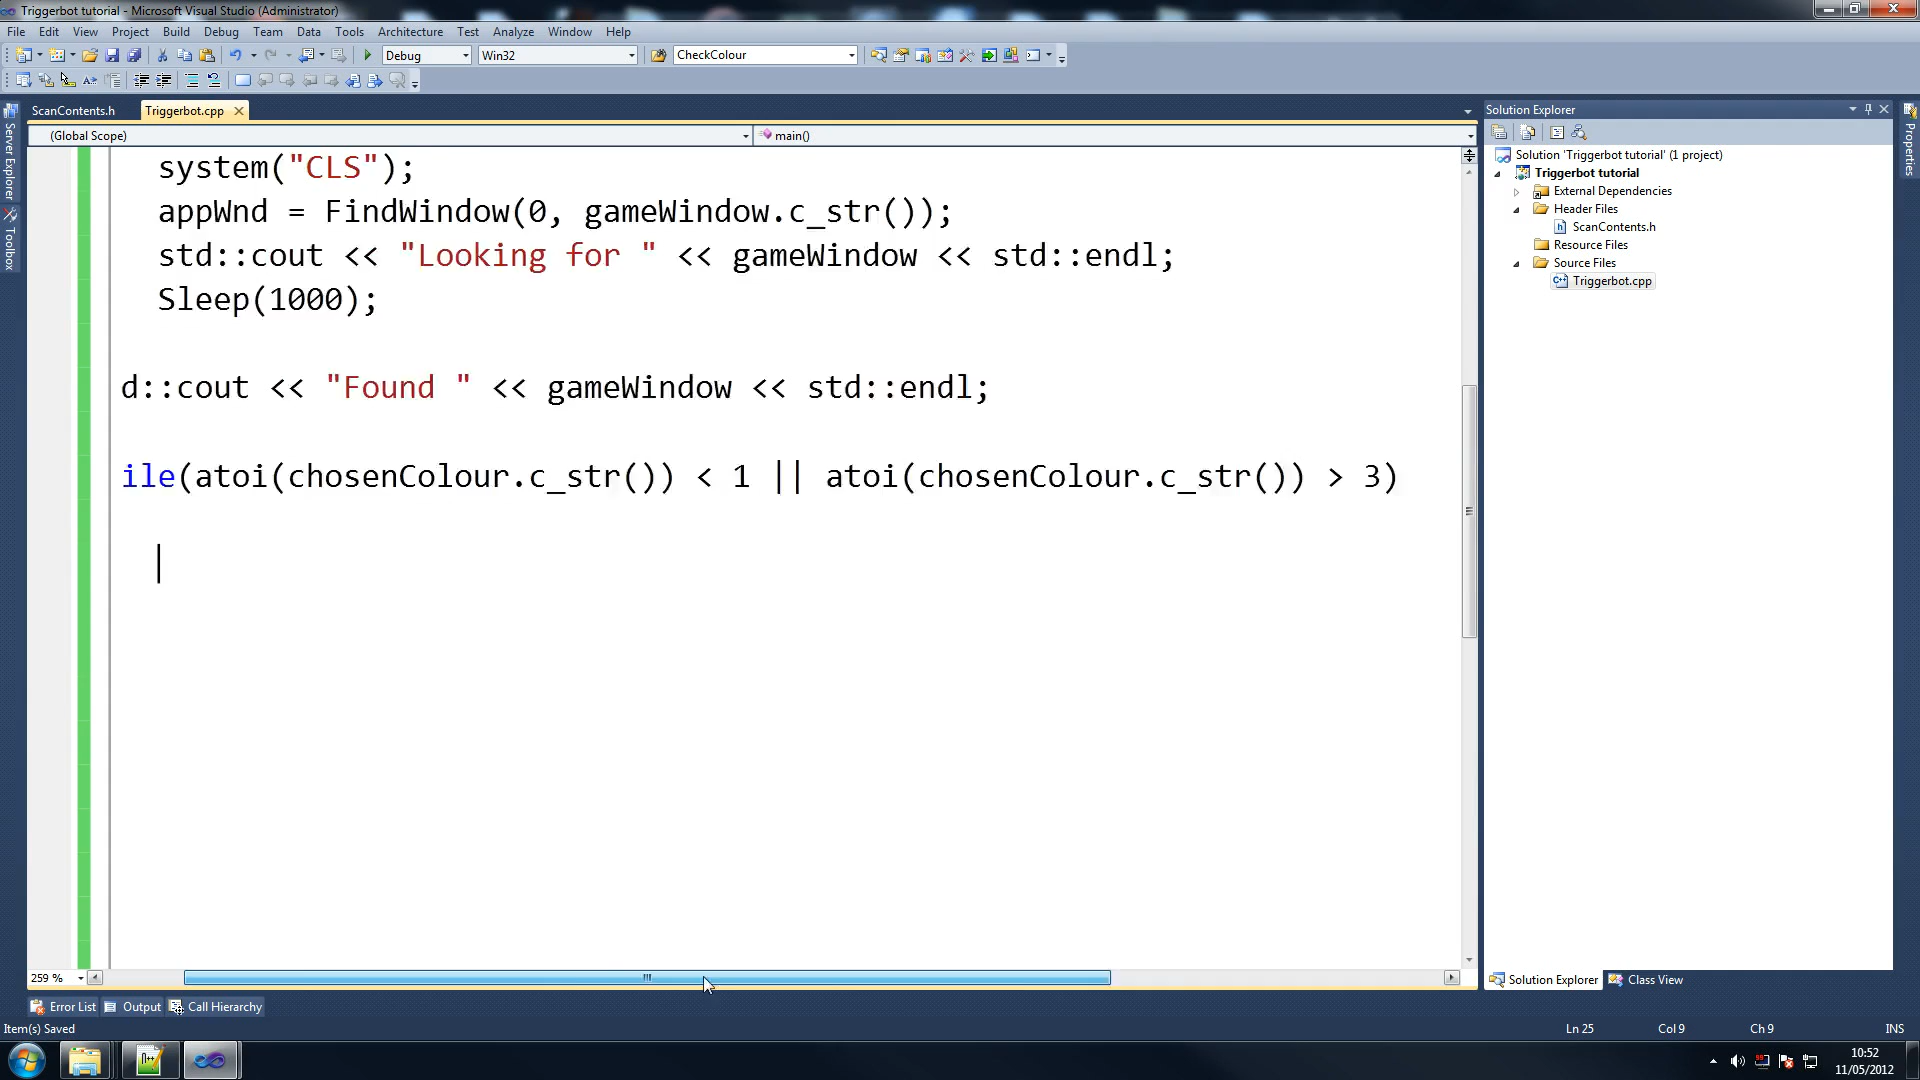 Triggerbot tutorial - Microsoft Visual Studio (Administrator)
File Edit View Project Build Debug Team Data Tools Architecture Test Analyze Window Help
Debug Win32 CheckColour
ScanContents.h Triggerbot.cpp
(Global Scope) main()
Server Explorer
Toolbox
system("CLS");
appWnd = FindWindow(0, gameWindow.c_str());
std::cout << "Looking for " << gameWindow << std::endl;
Sleep(1000);
d::cout << "Found " << gameWindow << std::endl;
ile(atoi(chosenColour.c_str()) < 1 || atoi(chosenColour.c_str()) > 3)
259 %
Solution Explorer
Solution 'Triggerbot tutorial' (1 project)
Triggerbot tutorial
External Dependencies
Header Files
ScanContents.h
Resource Files
Source Files
Triggerbot.cpp
Properties
Solution Explorer Class View
Error List Output Call Hierarchy
Item(s) Saved Ln 25 Col 9 Ch 9 INS
10:52
11/05/2012